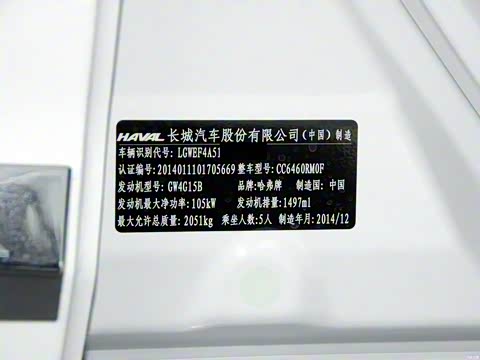 HAVAL 长城汽车股份有限公司(中国)制造
车辆识别代号: LGWEF4A51
认证编号:2014011101705669 整车型号:CC6460RM0F
发动机型号:GW4G15B 品牌:哈弗牌 制造国: 中国
发动机最大净功率:105kW 发动机排量:1497ml
最大允许总质量:2051kg 乘坐人数:5人 制造年月:2014/12